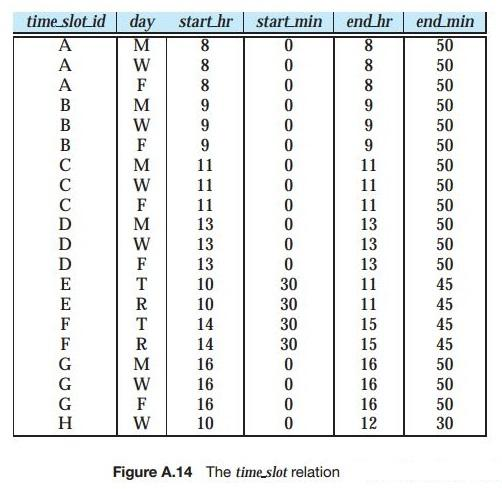 time_slot_id day start_hr start_min end_hr end_min
A M 8 0 8 50
A W 8 0 8 50
A F 8 0 8 50
B M 9 0 9 50
B W 9 0 9 50
B F 9 0 9 50
C M 11 0 11 50
C W 11 0 11 50
C F 11 0 11 50
D M 13 0 13 50
D W 13 0 13 50
D F 13 0 13 50
E T 10 30 11 45
E R 10 30 11 45
F T 14 30 15 45
F R 14 30 15 45
G M 16 0 16 50
G W 16 0 16 50
G F 16 0 16 50
H W 10 0 12 30
Figure A.14 The time_slot relation